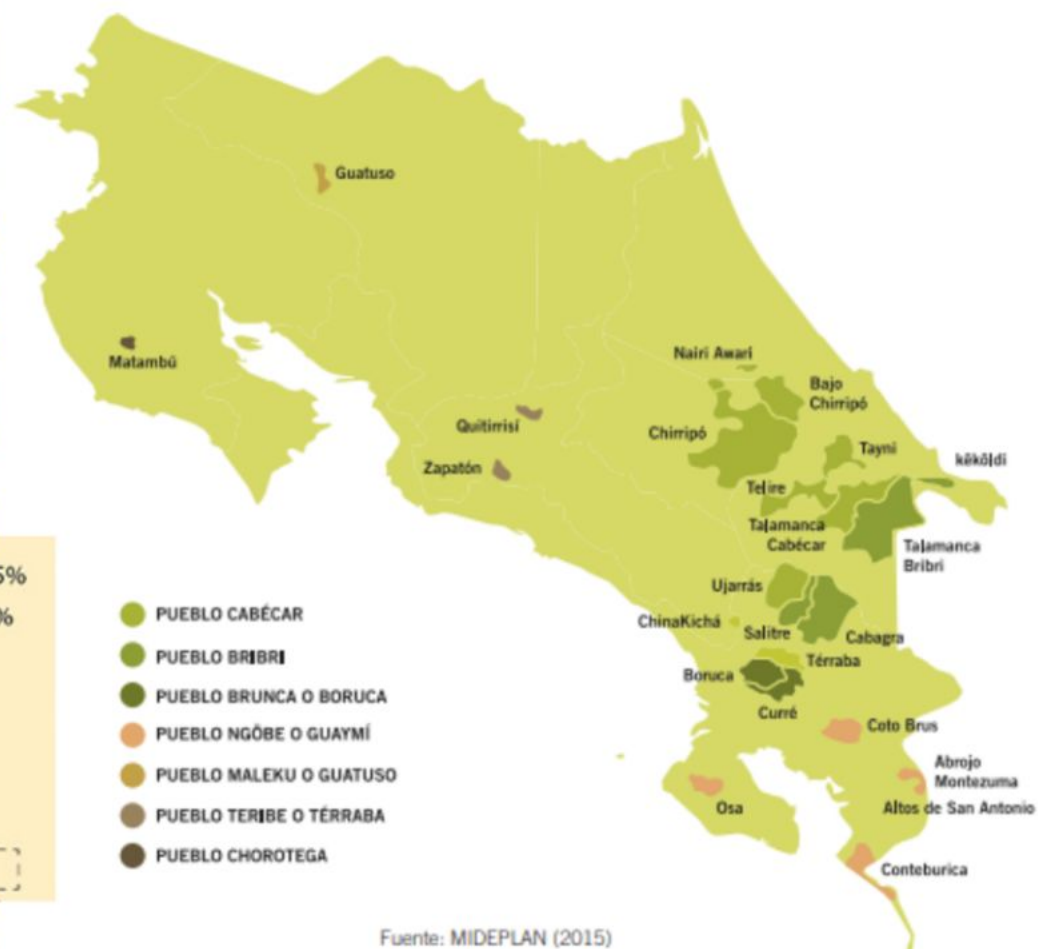 Guatuso
Matambú
Nairi Awari
Bajo
Chirripó
Quitirrisí
Chirripó
Tayni
Zapatón
kéköldi
Telire
Talamanca
Cabécar
Talamanca
Bribri
Ujarrás
ChinaKichá
Salitre
Cabagra
Térraba
Boruca
Curré
Coto Brus
Abrojo
Montezuma
Osa
Altos de San Antonio
Conteburica
5%
%
PUEBLO CABÉCAR
PUEBLO BRIBRI
PUEBLO BRUNCA O BORUCA
PUEBLO NGÖBE O GUAYMÍ
PUEBLO MALEKU O GUATUSO
PUEBLO TERIBE O TÉRRABA
PUEBLO CHOROTEGA
Fuente: MIDEPLAN (2015)